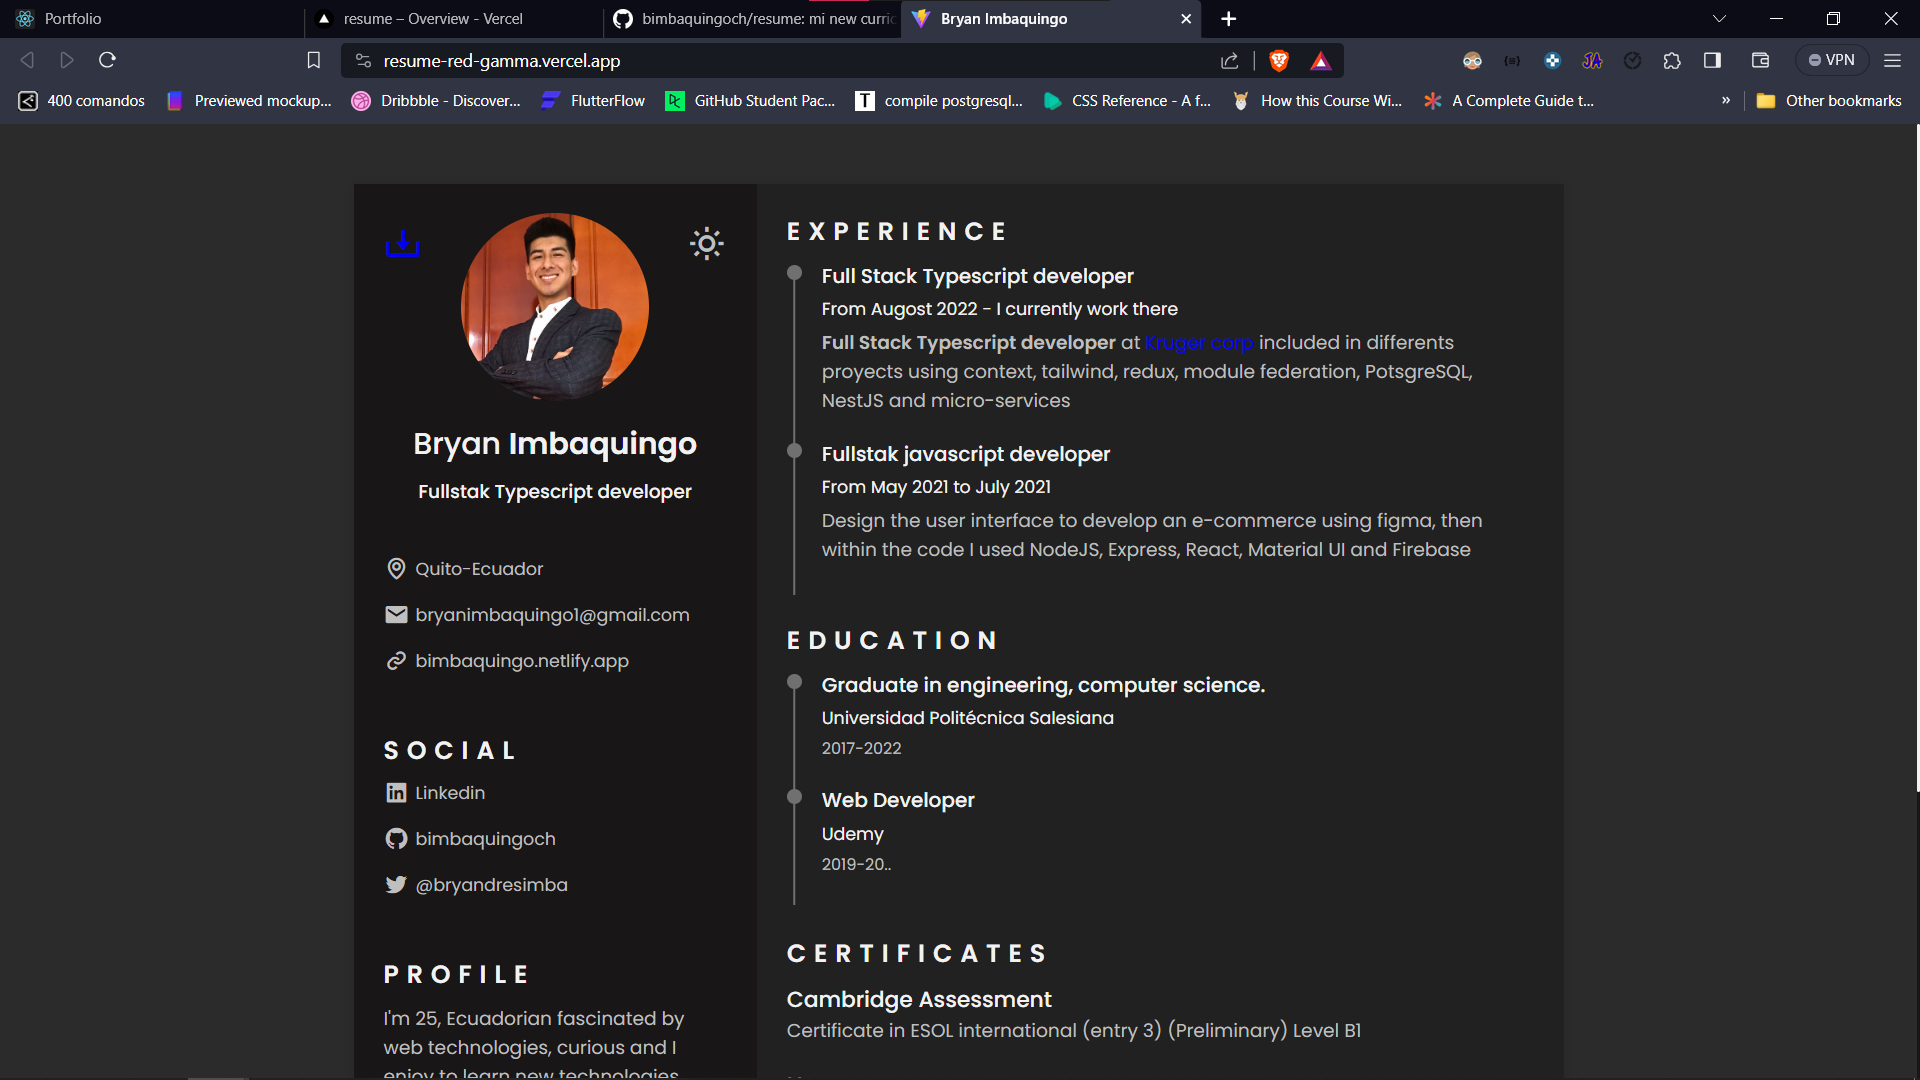 Portfolio
resume – Overview - Vercel
bimbaquingoch/resume: mi new curric
Bryan Imbaquingo
resume-red-gamma.vercel.app
VPN
400 comandos
Previewed mockup...
Dribbble - Discover...
FlutterFlow
GitHub Student Pac...
compile postgresql...
CSS Reference - A f...
How this Course Wi...
A Complete Guide t...
»
Other bookmarks
Bryan Imbaquingo
Fullstak Typescript developer
Quito-Ecuador
bryanimbaquingo1@gmail.com
bimbaquingo.netlify.app
SOCIAL
Linkedin
bimbaquingoch
@bryandresimba
PROFILE
I'm 25, Ecuadorian fascinated by
web technologies, curious and I
enjoy to learn new technologies
EXPERIENCE
Full Stack Typescript developer
From Augost 2022 - I currently work there
Full Stack Typescript developer at Kruger corp included in differents
proyects using context, tailwind, redux, module federation, PotsgreSQL,
NestJS and micro-services
Fullstak javascript developer
From May 2021 to July 2021
Design the user interface to develop an e-commerce using figma, then
within the code I used NodeJS, Express, React, Material UI and Firebase
EDUCATION
Graduate in engineering, computer science.
Universidad Politécnica Salesiana
2017-2022
Web Developer
Udemy
2019-20..
CERTIFICATES
Cambridge Assessment
Certificate in ESOL international (entry 3) (Preliminary) Level B1